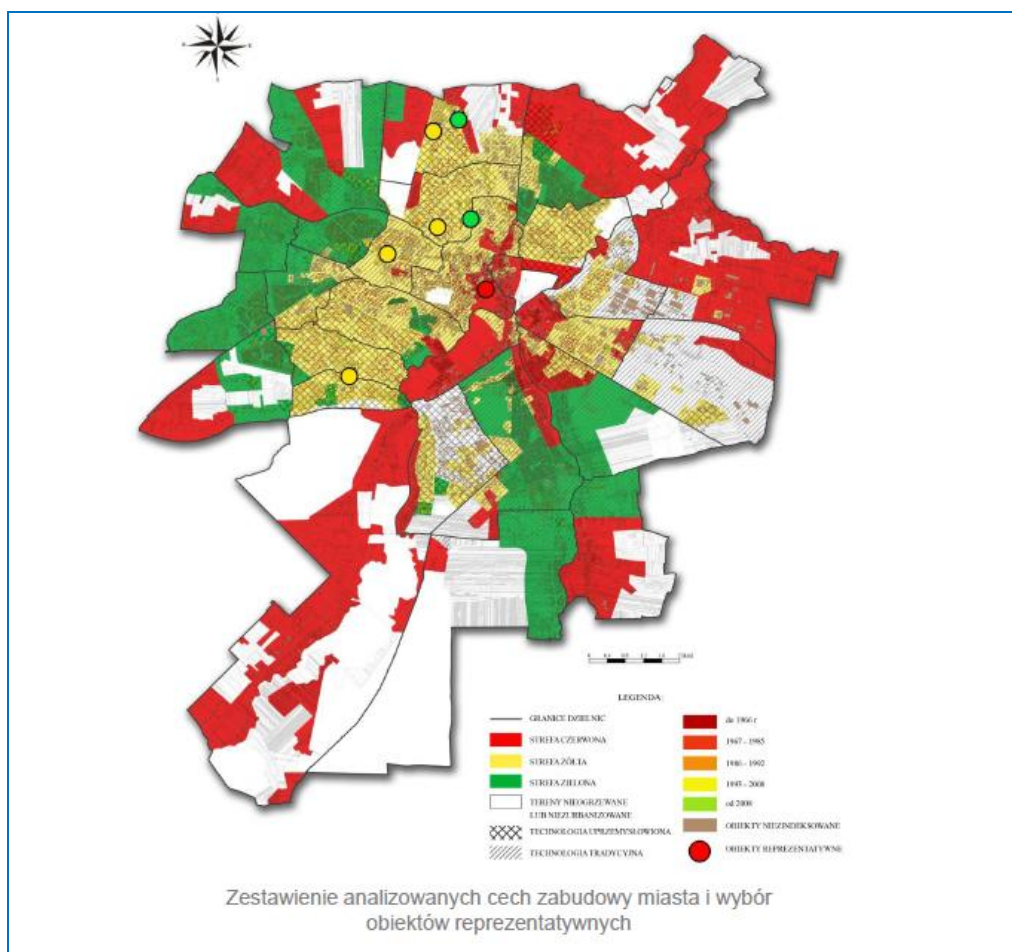 LEGENDA
GRANICE DZIELNIC
STREFA CZERWONA
STREFA ŻÓŁTA
STREFA ZIELONA
TERENY NIEOGRZEWANE
LUB NIEZURBANIZOWANE
TECHNOLOGIA UPRZEMYSŁOWIONA
TECHNOLOGIA TRADYCYJNA
do 1966 r
1967 - 1985
1986 - 1992
1993 - 2008
od 2008
OBIEKTY NIEZINDEKSOWANE
OBIEKTY REPREZENTATYWNE
Zestawienie analizowanych cech zabudowy miasta i wybór
obiektów reprezentatywnych